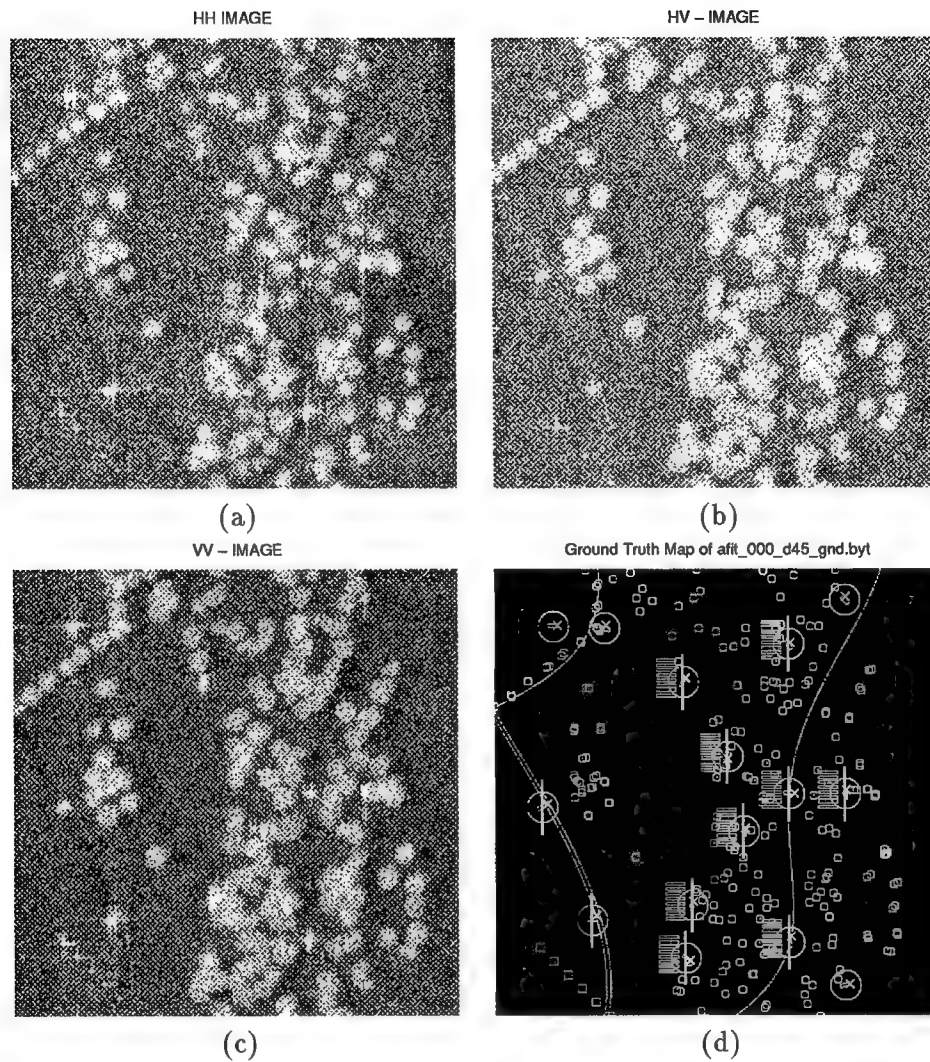 HH IMAGE
HV – IMAGE
(a)
(b)
VV – IMAGE
Ground Truth Map of afit_000_d45_gnd.byt
(c)
(d)